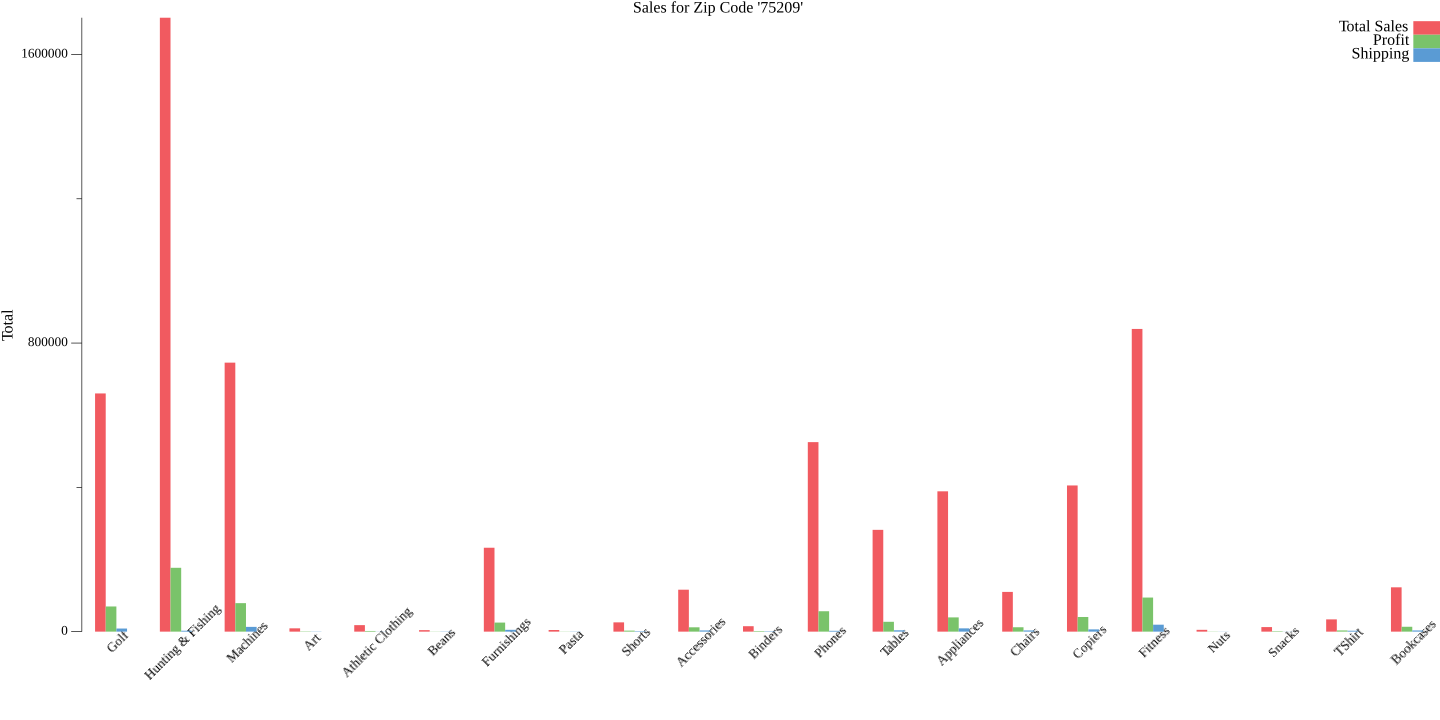 Sales for Zip Code '75209'
Total Sales
Profit
Shipping
1600000
800000
0
Total
Golf
Hunting & Fishing
Machines
Art
Athletic Clothing
Beans
Furnishings
Pasta
Shorts
Accessories
Binders
Phones
Tables
Appliances
Chairs
Copiers
Fitness
Nuts
Snacks
TShirt
Bookcases